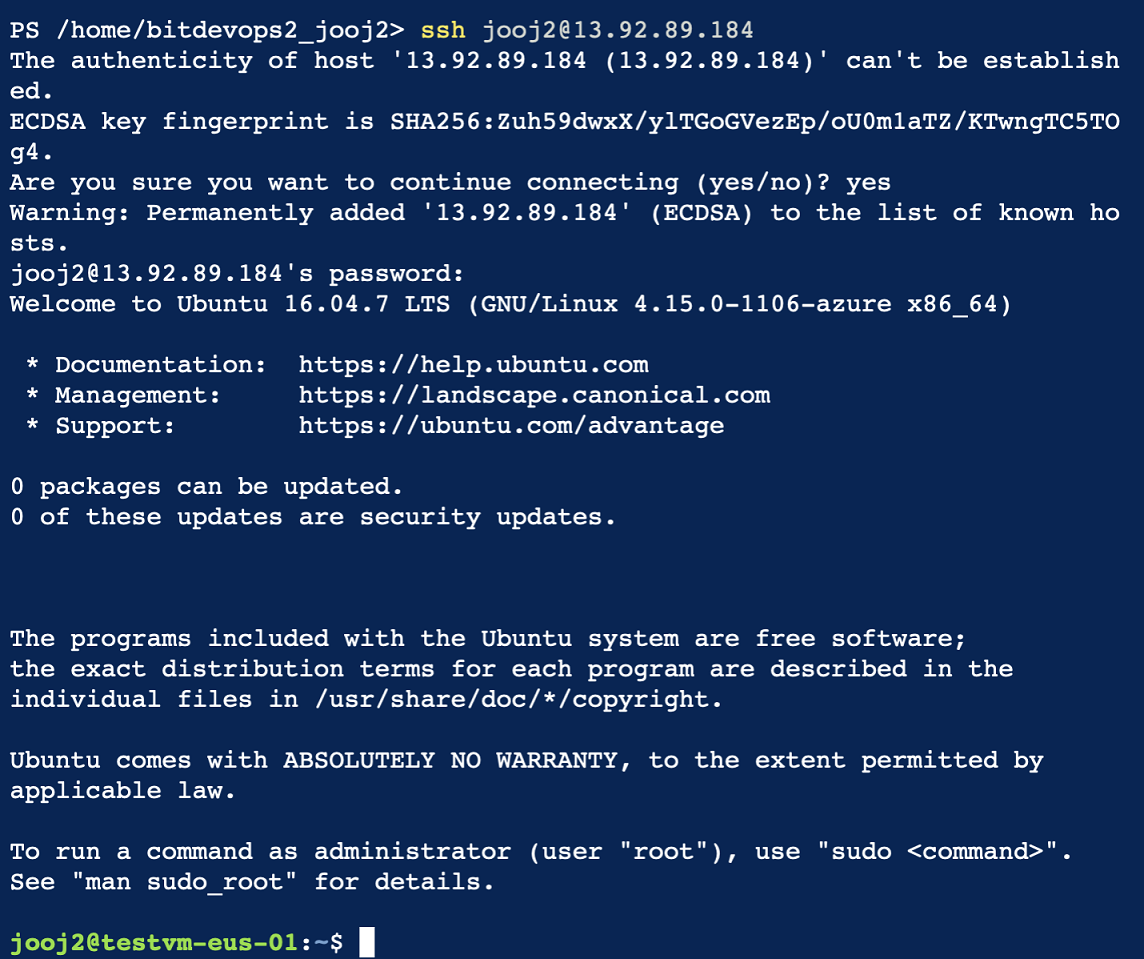 PS /home/bitdevops2_jooj2> ssh jooj2@13.92.89.184
The authenticity of host '13.92.89.184 (13.92.89.184)' can't be establish
ed.
ECDSA key fingerprint is SHA256:Zuh59dwxX/ylTGoGVezEp/oU0m1aTZ/KTwngTC5TO
g4.
Are you sure you want to continue connecting (yes/no)? yes
Warning: Permanently added '13.92.89.184' (ECDSA) to the list of known ho
sts.
jooj2@13.92.89.184's password:
Welcome to Ubuntu 16.04.7 LTS (GNU/Linux 4.15.0-1106-azure x86_64)
* Documentation:  https://help.ubuntu.com
* Management:     https://landscape.canonical.com
* Support:        https://ubuntu.com/advantage
0 packages can be updated.
0 of these updates are security updates.
The programs included with the Ubuntu system are free software;
the exact distribution terms for each program are described in the
individual files in /usr/share/doc/*/copyright.
Ubuntu comes with ABSOLUTELY NO WARRANTY, to the extent permitted by
applicable law.
To run a command as administrator (user "root"), use "sudo <command>".
See "man sudo_root" for details.
jooj2@testvm-eus-01:~$